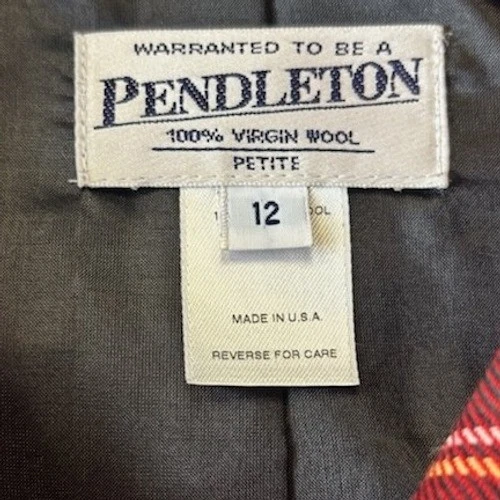 WARRANTED TO BE A
PENDLETON
100% VIRGIN WOOL
PETITE
12
MADE IN U.S.A.
REVERSE FOR CARE